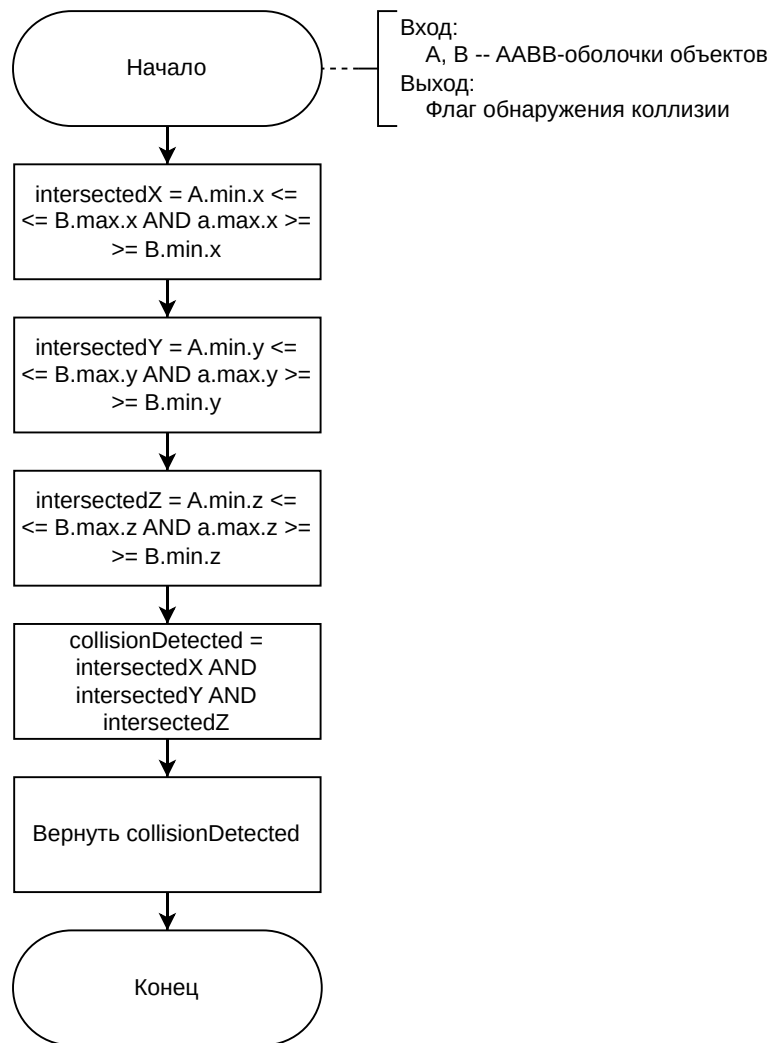 Начало
Вход:
A, B -- AABB-оболочки объектов
Выход:
Флаг обнаружения коллизии
intersectedX = A.min.x <=
<= B.max.x AND a.max.x >=
>= B.min.x
intersectedY = A.min.y <=
<= B.max.y AND a.max.y >=
>= B.min.y
intersectedZ = A.min.z <=
<= B.max.z AND a.max.z >=
>= B.min.z
collisionDetected =
intersectedX AND
intersectedY AND
intersectedZ
Вернуть collisionDetected
Конец